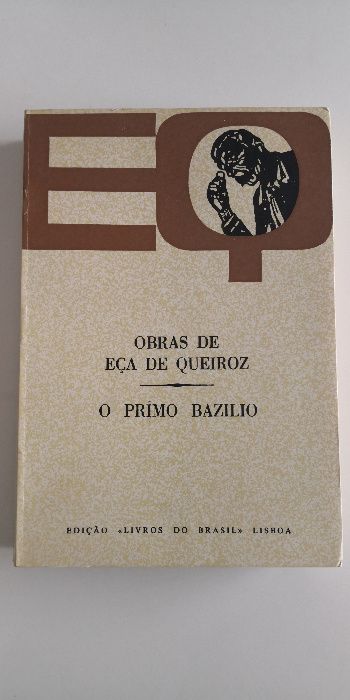 EQ
OBRAS DE
EÇA DE QUEIROZ
O PRÍMO BAZILIO
EDIÇÃO «LIVROS DO BRASIL» LISBOA